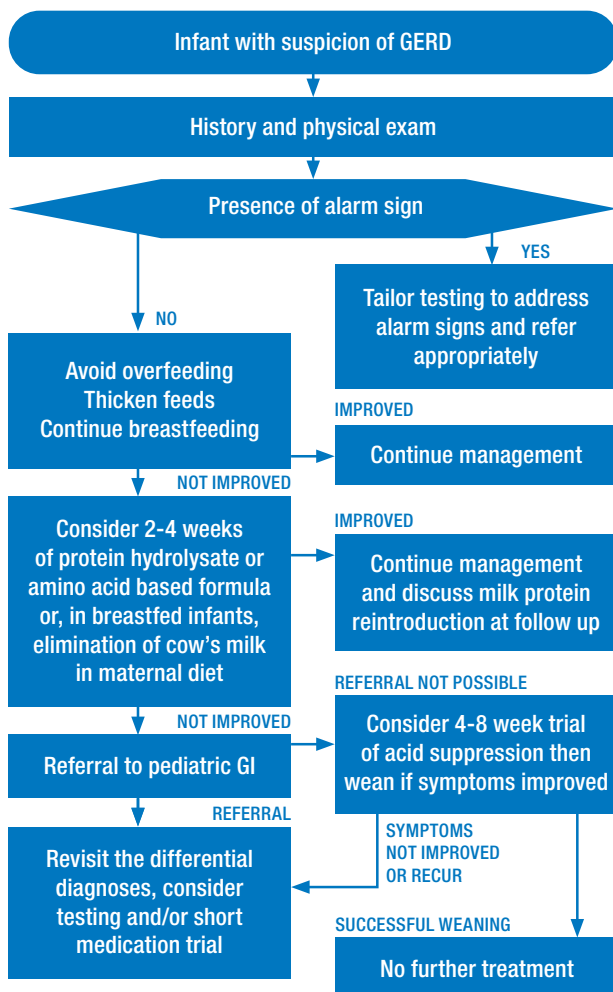 Infant with suspicion of GERD
History and physical exam
Presence of alarm sign
YES
Tailor testing to address
alarm signs and refer
appropriately
NO
Avoid overfeeding
Thicken feeds
Continue breastfeeding
IMPROVED
Continue management
NOT IMPROVED
Consider 2-4 weeks
of protein hydrolysate or
amino acid based formula
or, in breastfed infants,
elimination of cow’s milk
in maternal diet
IMPROVED
Continue management
and discuss milk protein
reintroduction at follow up
NOT IMPROVED
Referral to pediatric GI
REFERRAL NOT POSSIBLE
Consider 4-8 week trial
of acid suppression then
wean if symptoms improved
REFERRAL
Revisit the differential
diagnoses, consider
testing and/or short
medication trial
SYMPTOMS
NOT IMPROVED
OR RECUR
SUCCESSFUL WEANING
No further treatment